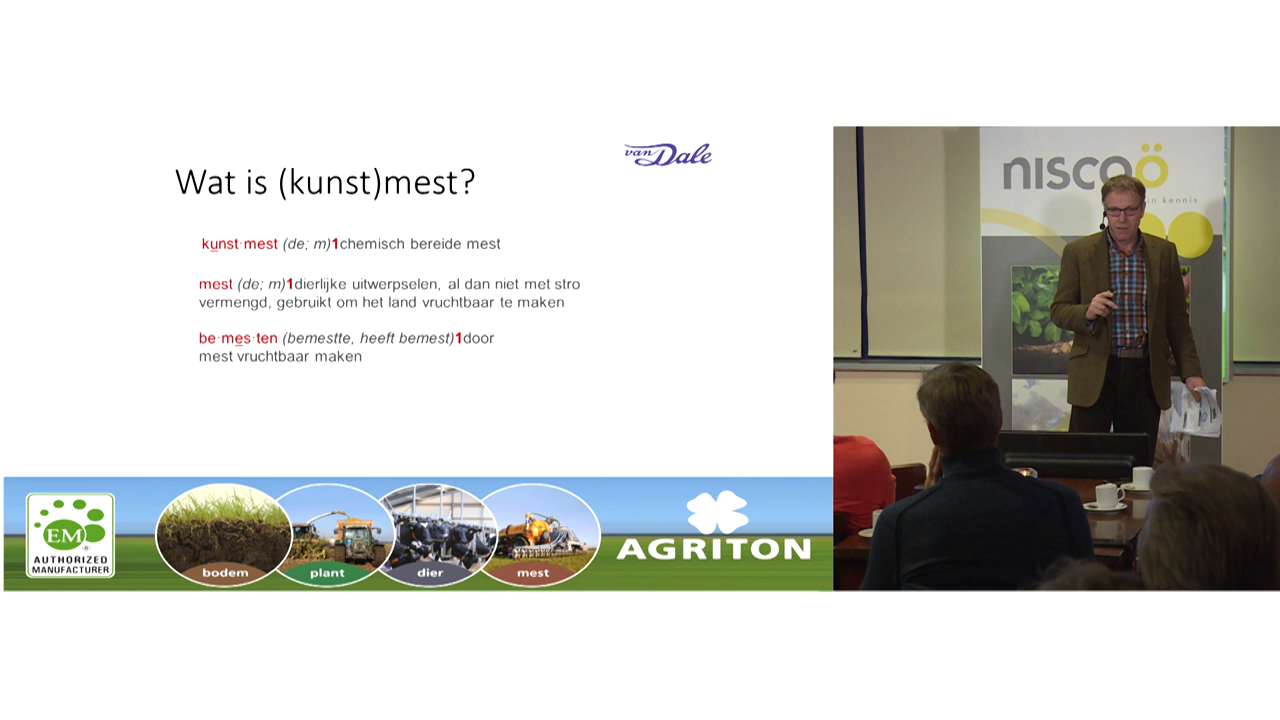 van Dale
Wat is (kunst)mest?
kunst·mest (de; m)1chemisch bereide mest
mest (de; m)1dierlijke uitwerpselen, al dan niet met stro
vermengd, gebruikt om het land vruchtbaar te maken
be·mes·ten (bemestte, heeft bemest)1door
mest vruchtbaar maken
EM®
AUTHORIZED
MANUFACTURER
bodem
plant
dier
mest
AGRITON
niscoö
in kennis